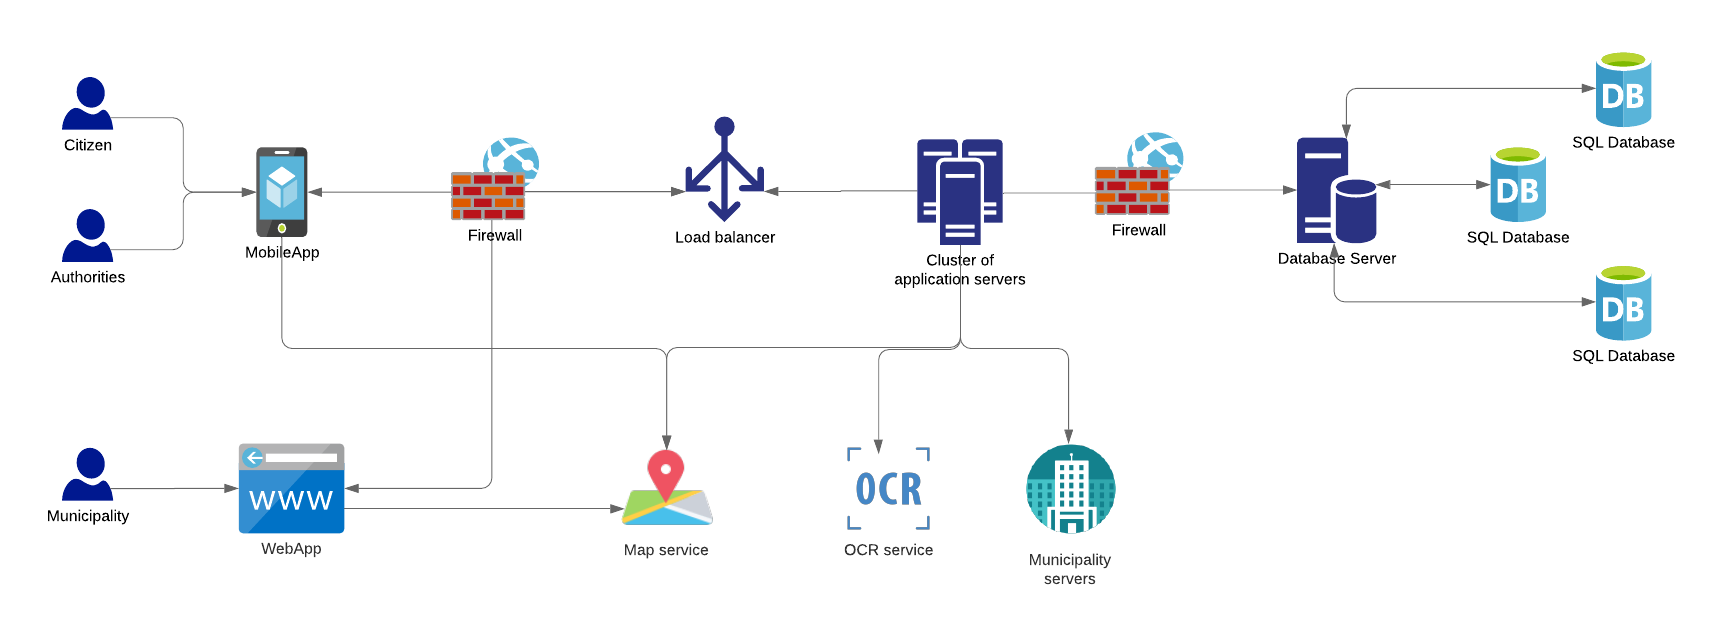 Citizen
Authorities
MobileApp
Firewall
Load balancer
Cluster of
application servers
Firewall
Database Server
DB
SQL Database
DB
SQL Database
DB
SQL Database
Municipality
WWW
WebApp
Map service
OCR
OCR service
Municipality
servers